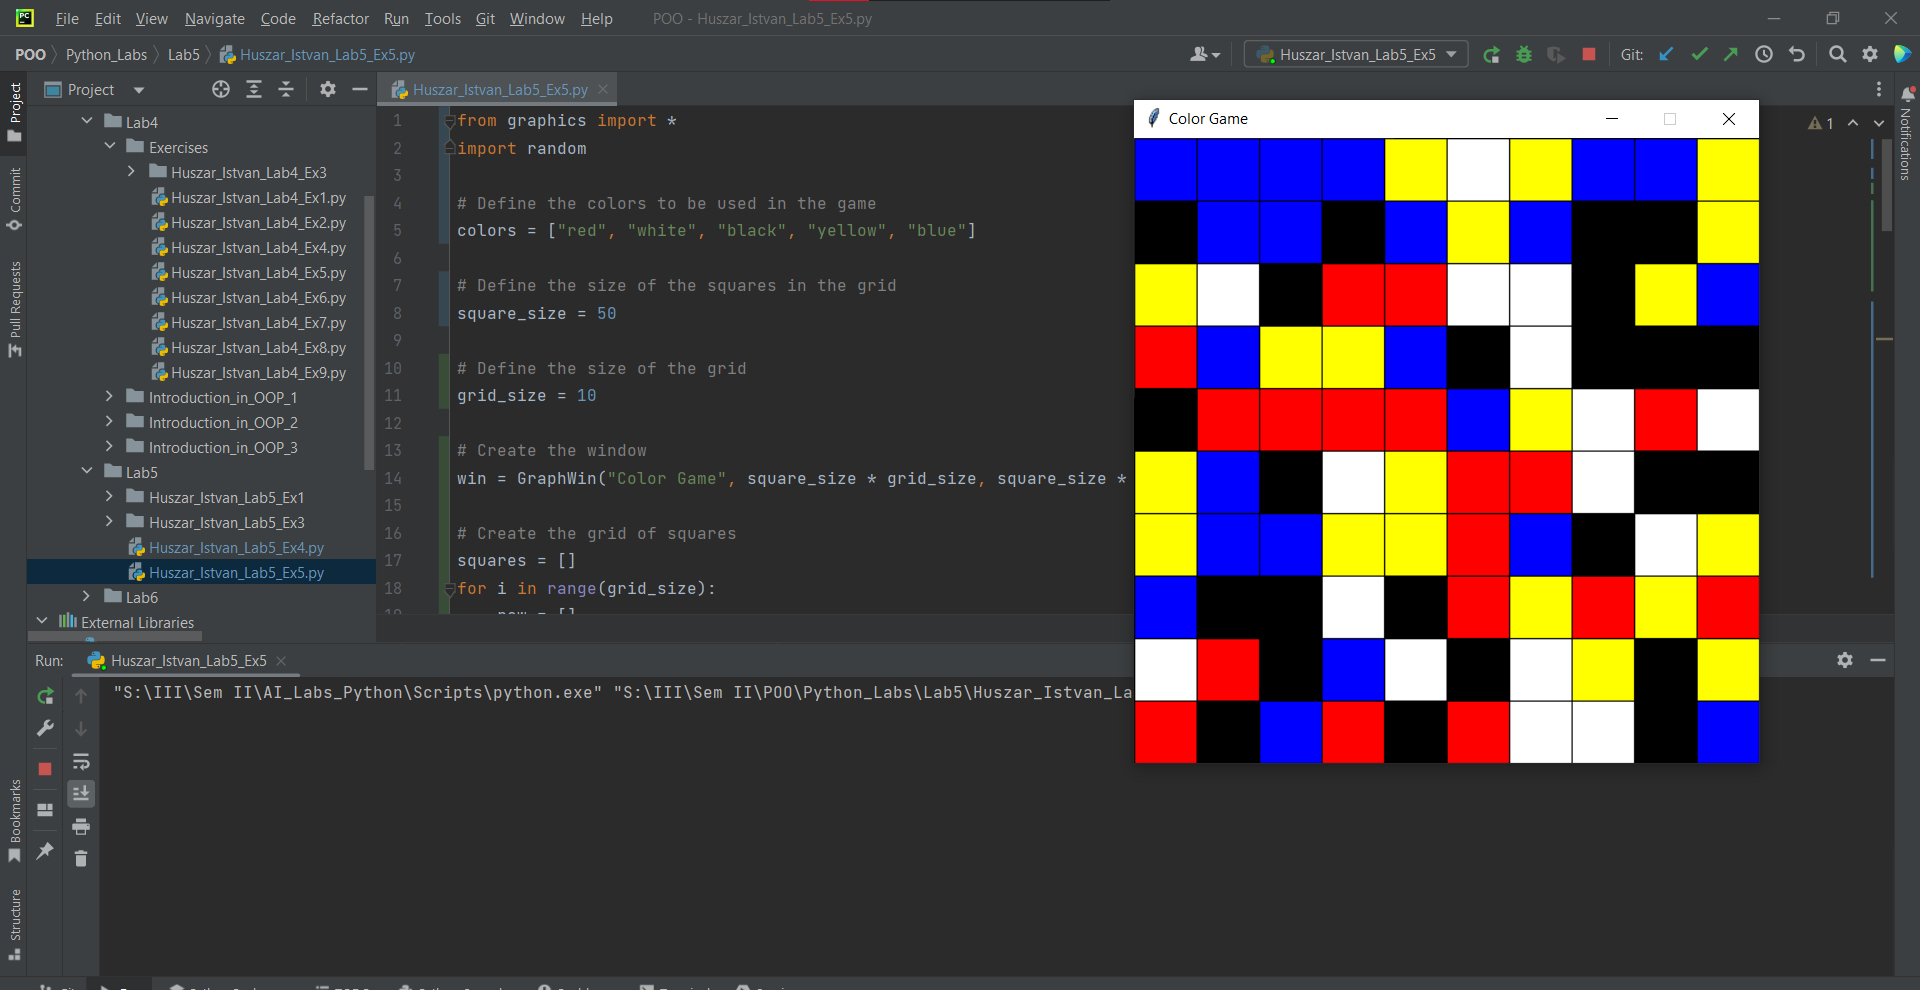 PC File Edit View Navigate Code Refactor Run Tools Git Window Help POO - Huszar_Istvan_Lab5_Ex5.py
POO Python_Labs Lab5 Huszar_Istvan_Lab5_Ex5.py Huszar_Istvan_Lab5_Ex5 Git:
Project
Commit
Pull Requests
Bookmarks
Structure
Project
Lab4
Exercises
Huszar_Istvan_Lab4_Ex3
Huszar_Istvan_Lab4_Ex1.py
Huszar_Istvan_Lab4_Ex2.py
Huszar_Istvan_Lab4_Ex4.py
Huszar_Istvan_Lab4_Ex5.py
Huszar_Istvan_Lab4_Ex6.py
Huszar_Istvan_Lab4_Ex7.py
Huszar_Istvan_Lab4_Ex8.py
Huszar_Istvan_Lab4_Ex9.py
Introduction_in_OOP_1
Introduction_in_OOP_2
Introduction_in_OOP_3
Lab5
Huszar_Istvan_Lab5_Ex1
Huszar_Istvan_Lab5_Ex3
Huszar_Istvan_Lab5_Ex4.py
Huszar_Istvan_Lab5_Ex5.py
Lab6
External Libraries
Huszar_Istvan_Lab5_Ex5.py
1 from graphics import *
2 import random
3
4 # Define the colors to be used in the game
5 colors = ["red", "white", "black", "yellow", "blue"]
6
7 # Define the size of the squares in the grid
8 square_size = 50
9
10 # Define the size of the grid
11 grid_size = 10
12
13 # Create the window
14 win = GraphWin("Color Game", square_size * grid_size, square_size *
15
16 # Create the grid of squares
17 squares = []
18 for i in range(grid_size):
Color Game
1
Notifications
Run: Huszar_Istvan_Lab5_Ex5
"S:\III\Sem II\AI_Labs_Python\Scripts\python.exe" "S:\III\Sem II\POO\Python_Labs\Lab5\Huszar_Istvan_La